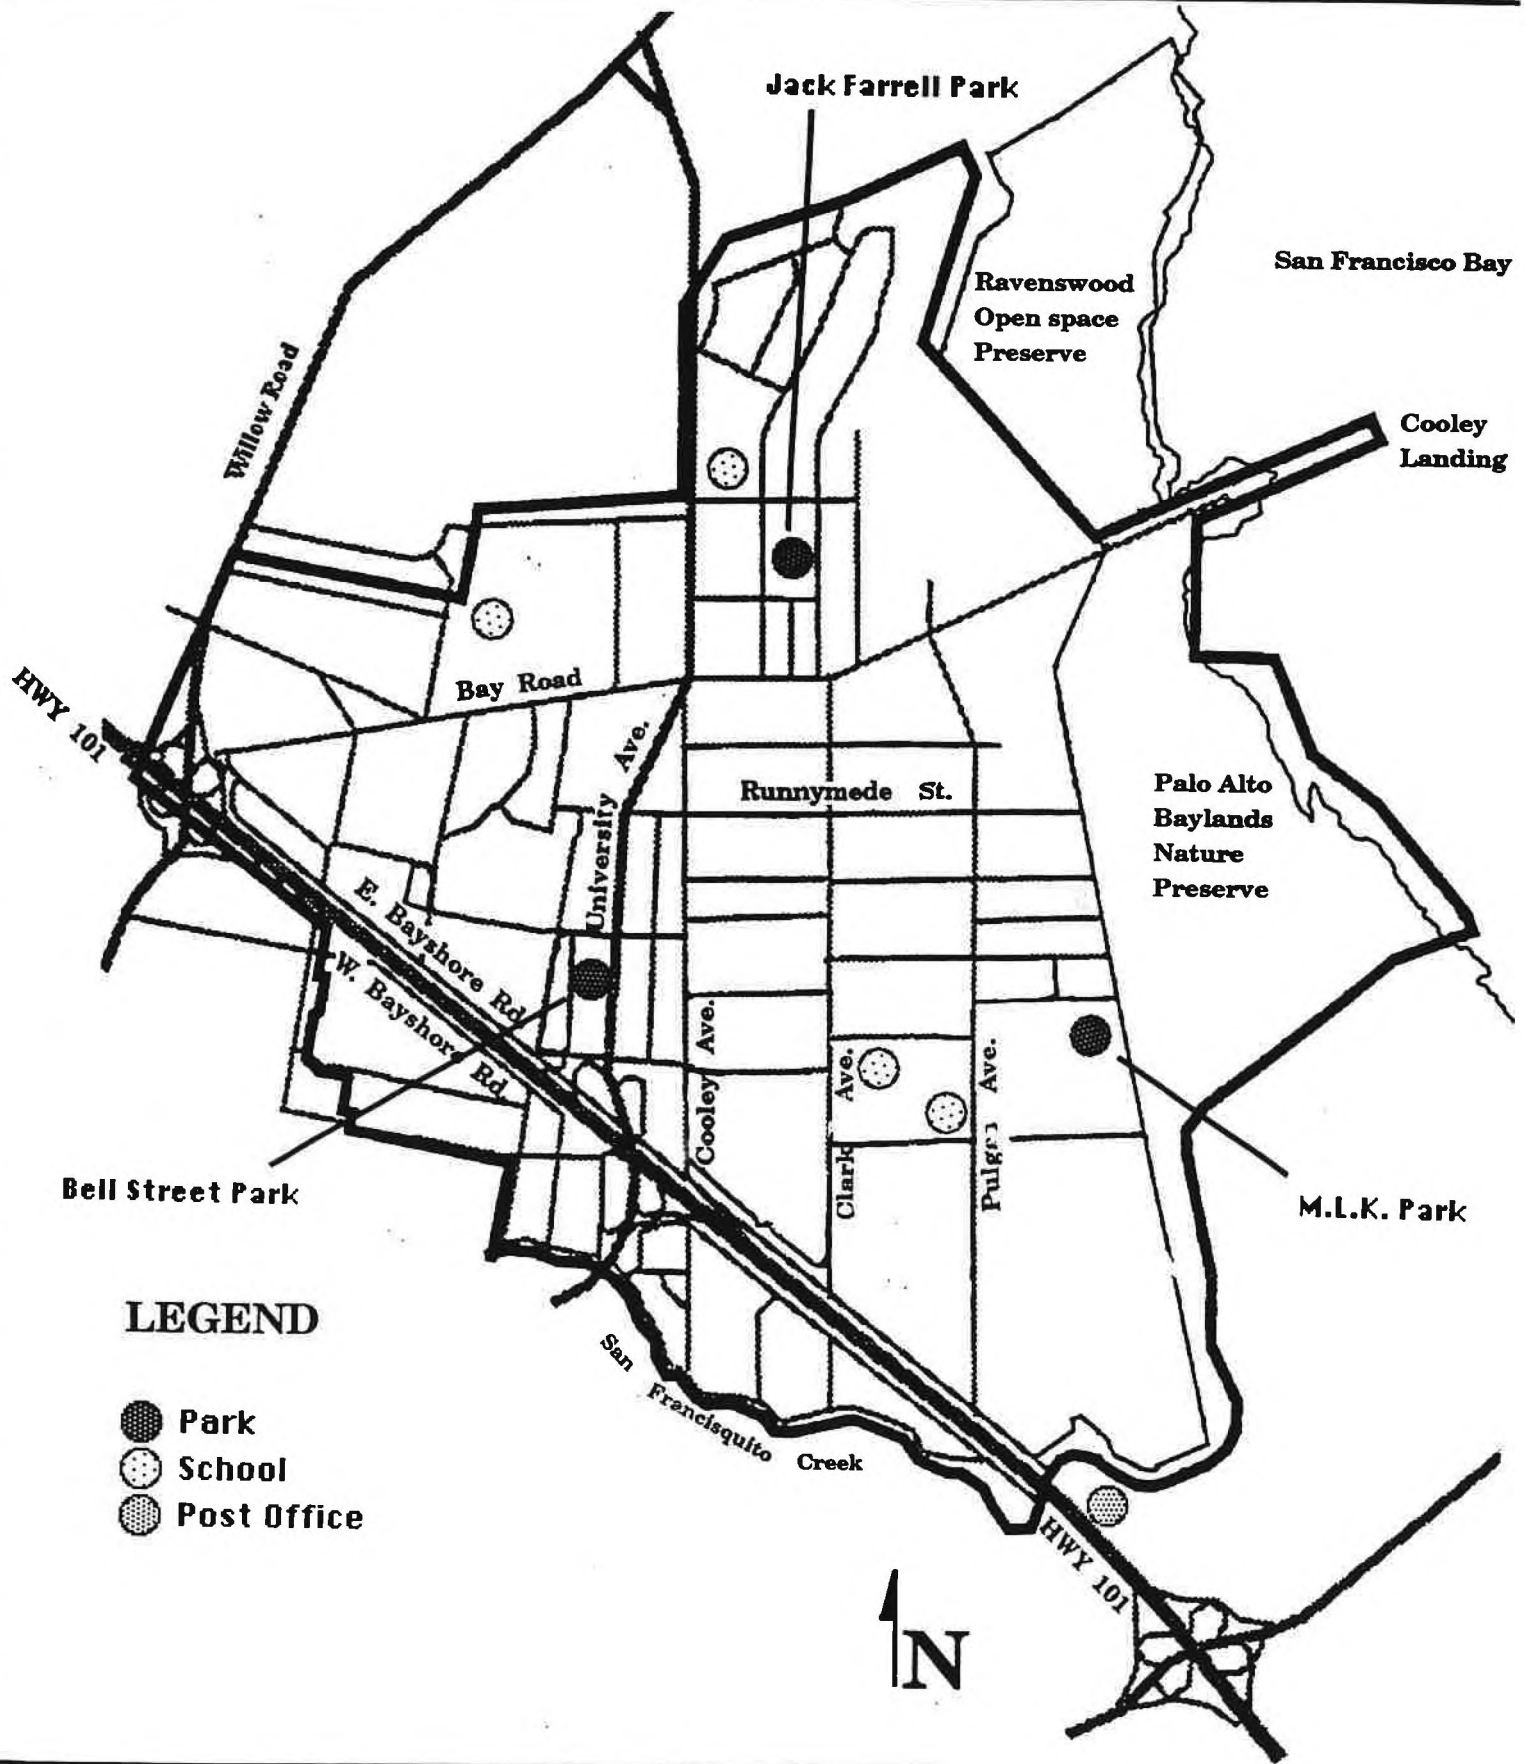 Jack Farrell Park
San Francisco Bay
Ravenswood
Open space
Preserve
Willow Road
Cooley
Landing
HWY 101
Bay Road
University Ave.
Runnymede St.
Palo Alto
Baylands
Nature
Preserve
E. Bayshore Rd
W. Bayshore Rd
Cooley Ave.
Clark Ave.
Ave.
Bell Street Park
M.L.K. Park
LEGEND
Park
School
Post Office
San Francisquito Creek
HWY 101
N